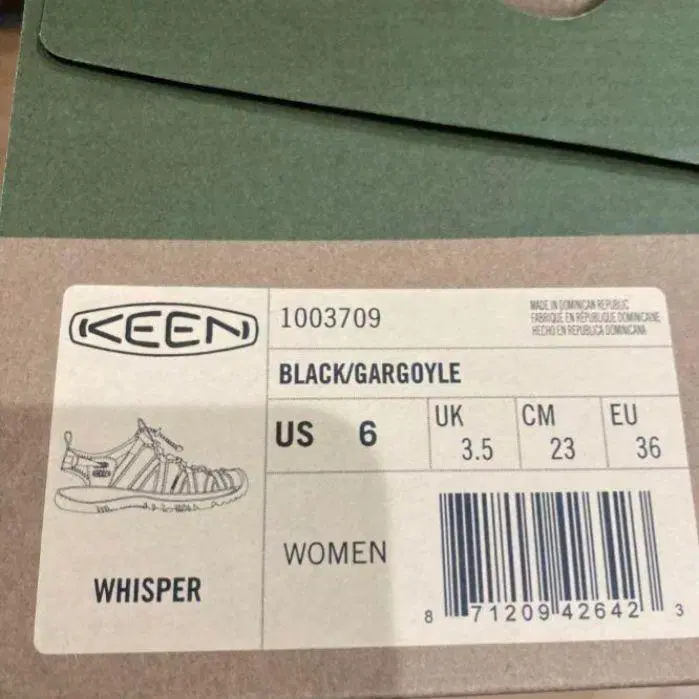 KEEN
1003709
MADE IN DOMINICAN REPUBLIC
FABRIQUÉ EN RÉPUBLIQUE DOMINICAINE
HECHO EN REPUBLICA DOMINICANA
BLACK/GARGOYLE
US 6
UK 3.5
CM 23
EU 36
WHISPER
WOMEN
8 71209 42642 3